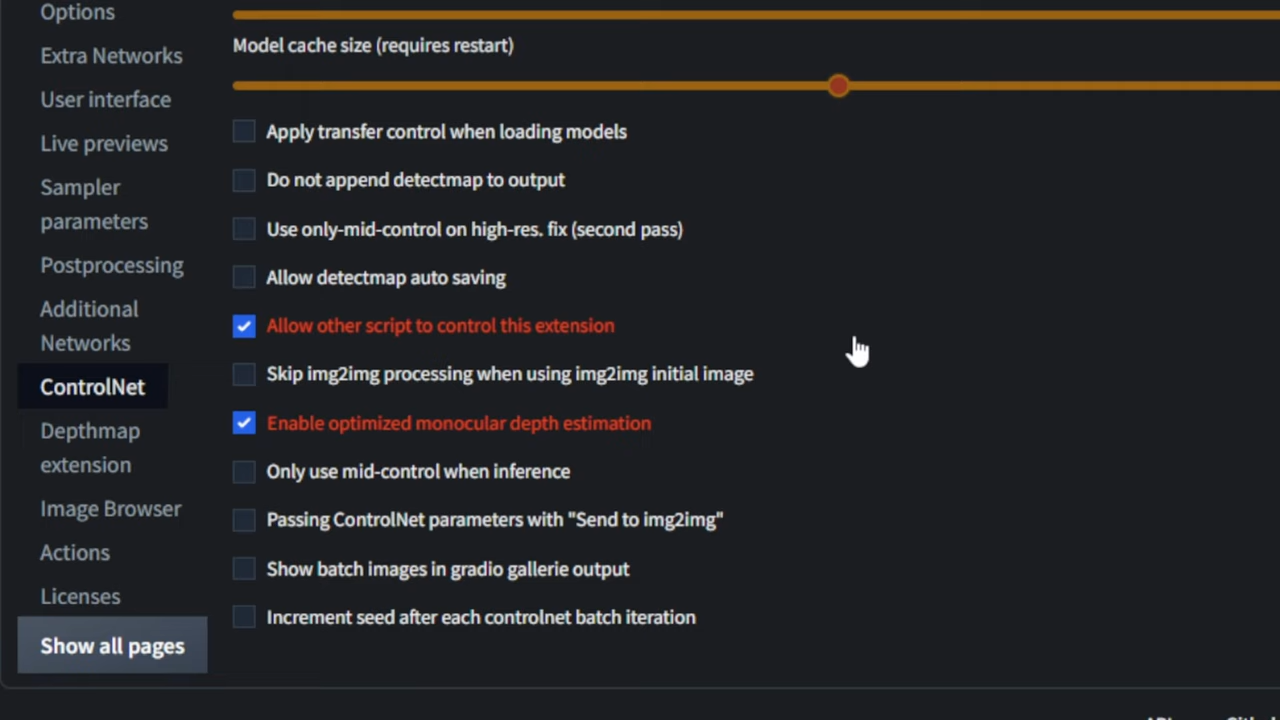 Options
Extra Networks
User interface
Live previews
Sampler
parameters
Postprocessing
Additional
Networks
ControlNet
Depthmap
extension
Image Browser
Actions
Licenses
Show all pages
Model cache size (requires restart)
Apply transfer control when loading models
Do not append detectmap to output
Use only-mid-control on high-res. fix (second pass)
Allow detectmap auto saving
Allow other script to control this extension
Skip img2img processing when using img2img initial image
Enable optimized monocular depth estimation
Only use mid-control when inference
Passing ControlNet parameters with "Send to img2img"
Show batch images in gradio gallerie output
Increment seed after each controlnet batch iteration